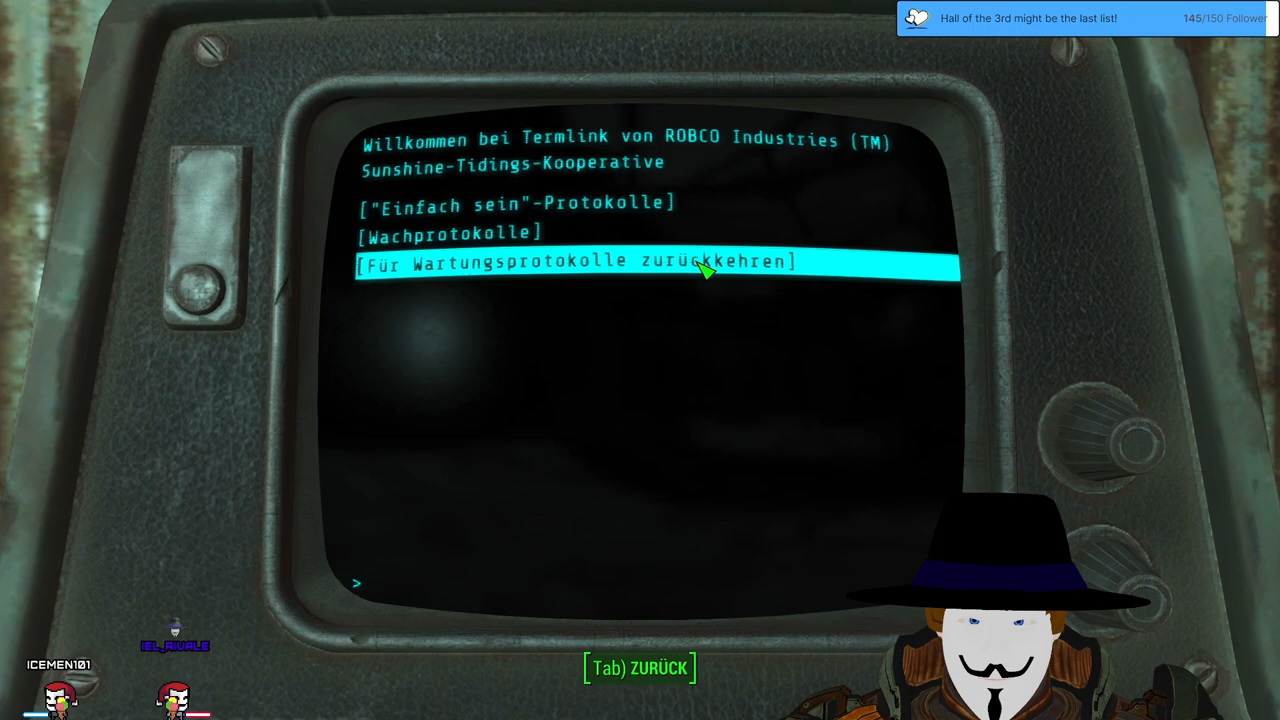 Hall of the 3rd might be the last list! 145/150 Follower
Willkommen bei Termlink von ROBCO Industries (TM)
Sunshine-Tidings-Kooperative
["Einfach sein"-Protokolle]
[Wachprotokolle]
[Für Wartungsprotokolle zurückkehren]
>
IEL_RIVALE
ICEMEN101
[Tab) ZURÜCK]